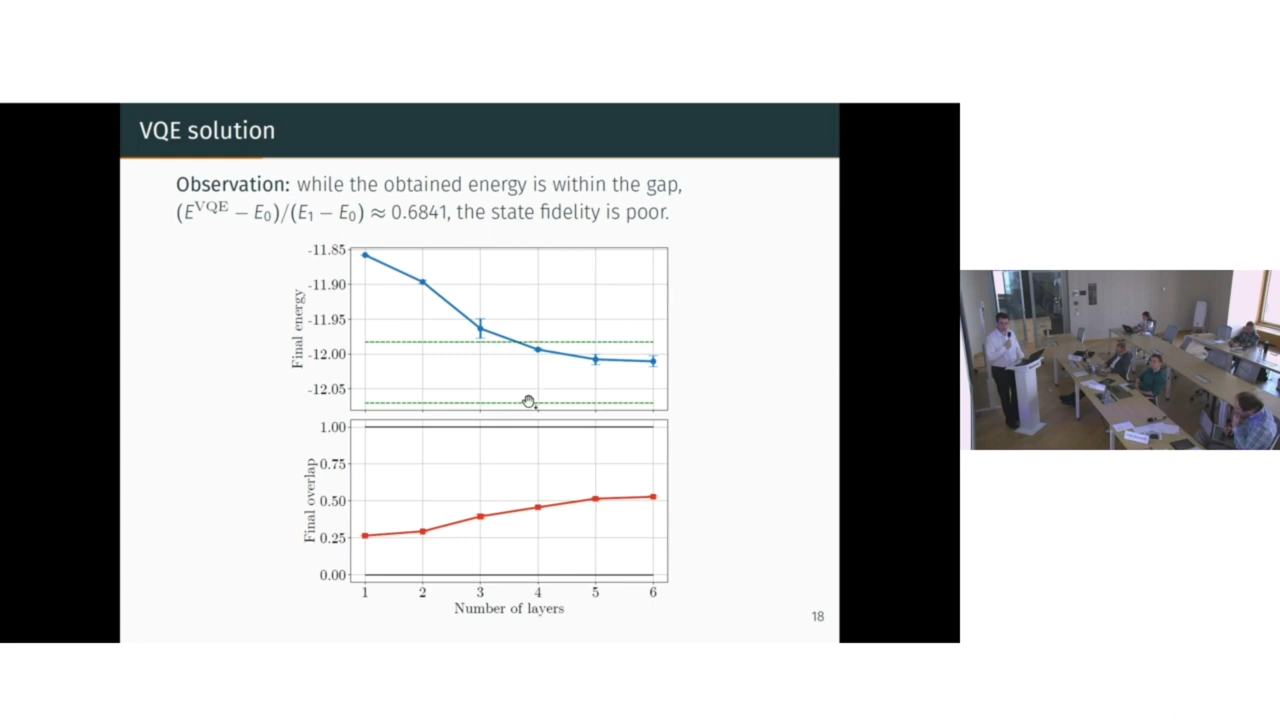 VQE solution
Observation: while the obtained energy is within the gap,
(E^VQE − E₀)/(E₁ − E₀) ≈ 0.6841, the state fidelity is poor.
Final energy
-11.85
-11.90
-11.95
-12.00
-12.05
Final overlap
1.00
0.75
0.50
0.25
0.00
1 2 3 4 5 6
Number of layers
18